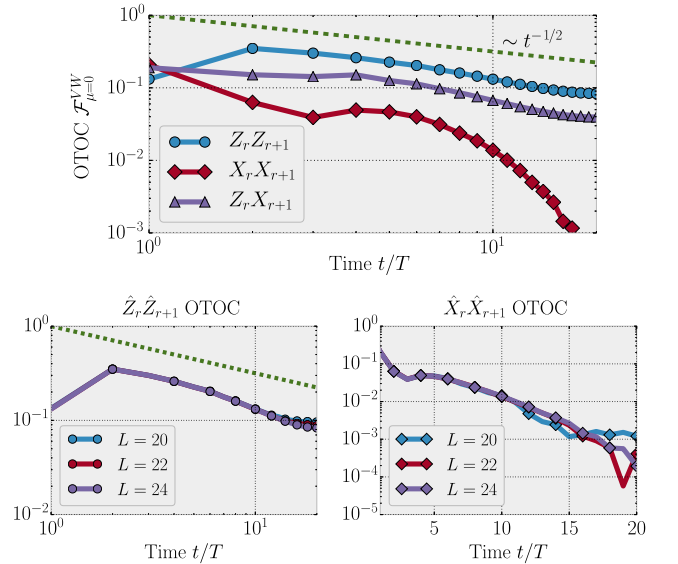 10^0
10^{-1}
10^{-2}
10^{-3}
OTOC \mathcal{F}^{VW}_{\mu=0}
∼ t^{-1/2}
Z_r Z_{r+1}
X_r X_{r+1}
Z_r X_{r+1}
10^0
10^1
Time t/T
\hat{Z}_r\hat{Z}_{r+1} OTOC
10^0
10^{-1}
10^{-2}
L = 20
L = 22
L = 24
10^0
10^1
Time t/T
\hat{X}_r\hat{X}_{r+1} OTOC
10^0
10^{-1}
10^{-2}
10^{-3}
10^{-4}
10^{-5}
L = 20
L = 22
L = 24
5
10
15
20
Time t/T